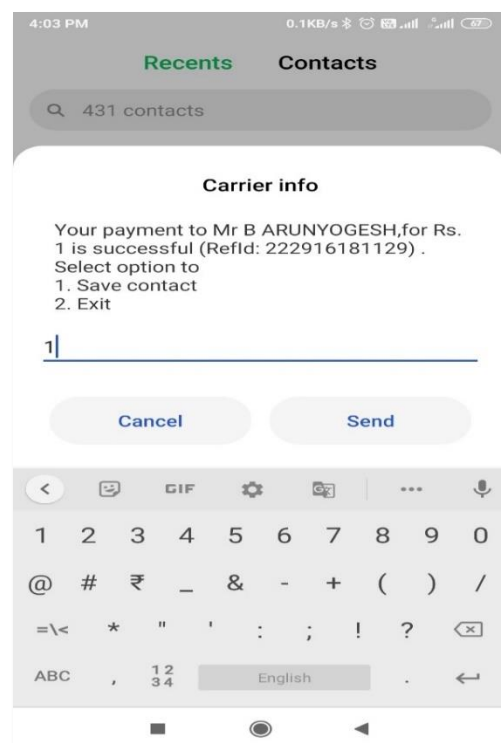 4:03 PM 0.1KB/s 67
Recents Contacts
431 contacts
Carrier info
Your payment to Mr B ARUNYOGESH,for Rs.
1 is successful (RefId: 222916181129) .
Select option to
1. Save contact
2. Exit
1
Cancel Send
GIF
1 2 3 4 5 6 7 8 9 0
@ # ₹ _ & - + ( ) /
=\< * " ' : ; ! ?
ABC , 12 34 English .